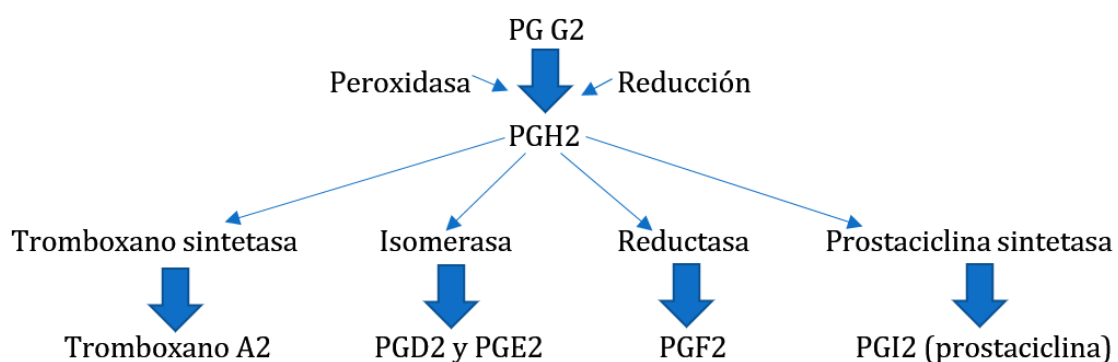 PG G2
Peroxidasa Reducción
PGH2
Tromboxano sintetasa Isomerasa Reductasa Prostaciclina sintetasa
Tromboxano A2 PGD2 y PGE2 PGF2 PGI2 (prostaciclina)